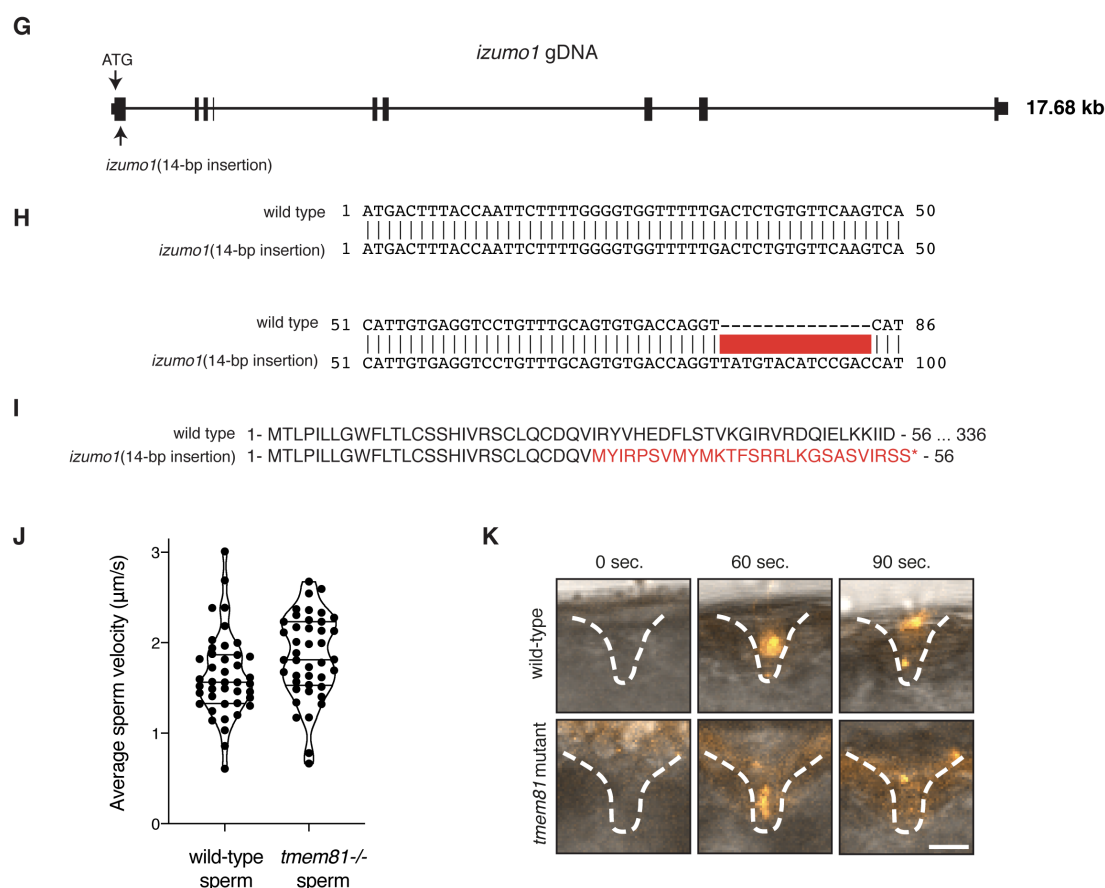 G
izumo1 gDNA
ATG
17.68 kb
izumo1(14-bp insertion)
H
wild type 1 ATGACTTTACCAATTCTTTTGGGGTGGTTTTTGACTCTGTGTTCAAGTCA 50
izumo1(14-bp insertion) 1 ATGACTTTACCAATTCTTTTGGGGTGGTTTTTGACTCTGTGTTCAAGTCA 50
wild type 51 CATTGTGAGGTCCTGTTTGCAGTGTGACCAGGT--------------CAT 86
izumo1(14-bp insertion) 51 CATTGTGAGGTCCTGTTTGCAGTGTGACCAGGTTATGTACATCCGACCAT 100
I
wild type 1- MTLPILLGWFLTLCSSHIVRSCLQCDQVIRYVHEDFLSTVKGIRVRDQIELKKIID - 56 ... 336
izumo1(14-bp insertion) 1- MTLPILLGWFLTLCSSHIVRSCLQCDQVMYIRPSVMYMKTFSRRLKGSASVIRSS* - 56
J
Average sperm velocity (µm/s)
3
2
1
0
wild-type
sperm
tmem81-/-
sperm
K
0 sec.
60 sec.
90 sec.
wild-type
tmem81 mutant